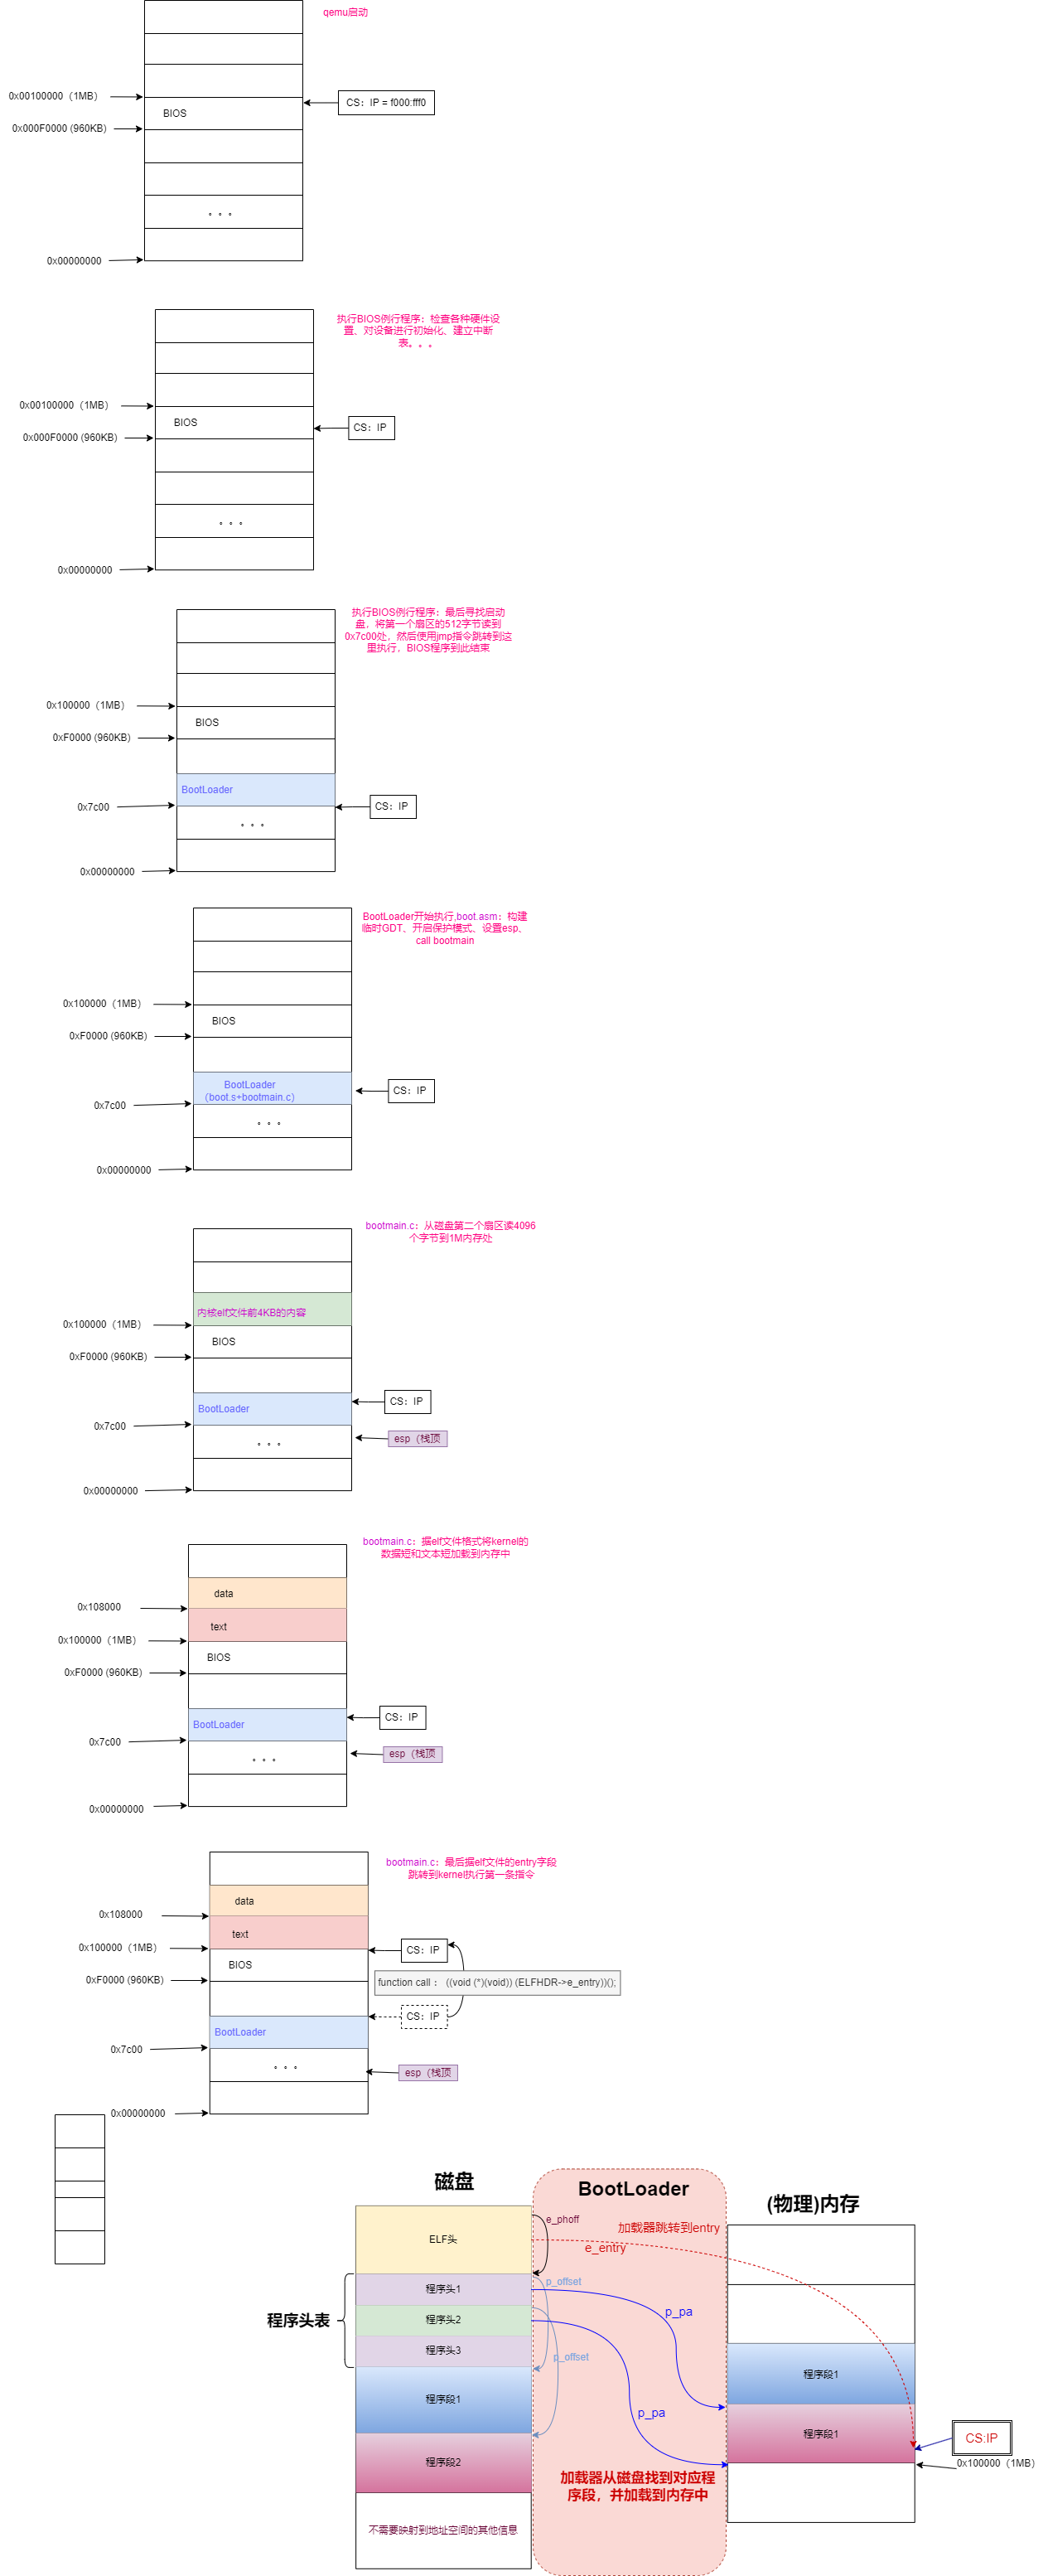 qemu启动
0x00100000（1MB）
CS：IP = f000:fff0
BIOS
0x000F0000 (960KB)
。。。
0x00000000
执行BIOS例行程序：检查各种硬件设
置、对设备进行初始化、建立中断
表。。。
0x00100000（1MB）
BIOS
CS：IP
0x000F0000 (960KB)
。。。
0x00000000
执行BIOS例行程序：最后寻找启动
盘，将第一个扇区的512字节读到
0x7c00处，然后使用jmp指令跳转到这
里执行，BIOS程序到此结束
0x100000（1MB）
BIOS
0xF0000 (960KB)
BootLoader
0x7c00
CS：IP
。。。
0x00000000
BootLoader开始执行,boot.asm：构建
临时GDT、开启保护模式、设置esp、
call bootmain
0x100000（1MB）
BIOS
0xF0000 (960KB)
BootLoader
（boot.s+bootmain.c）
CS：IP
0x7c00
。。。
0x00000000
bootmain.c：从磁盘第二个扇区读4096
个字节到1M内存处
内核elf文件前4KB的内容
0x100000（1MB）
BIOS
0xF0000 (960KB)
CS：IP
BootLoader
0x7c00
esp（栈顶
。。。
0x00000000
bootmain.c：据elf文件格式将kernel的
数据短和文本短加载到内存中
data
0x108000
text
0x100000（1MB）
BIOS
0xF0000 (960KB)
CS：IP
BootLoader
0x7c00
esp（栈顶
。。。
0x00000000
bootmain.c：最后据elf文件的entry字段
跳转到kernel执行第一条指令
data
0x108000
text
0x100000（1MB）
CS：IP
BIOS
0xF0000 (960KB)
function call： ((void (*)(void)) (ELFHDR->e_entry))();
CS：IP
BootLoader
0x7c00
。。。
esp（栈顶
0x00000000
磁盘
BootLoader
(物理)内存
e_phoff
加载器跳转到entry
ELF头
e_entry
p_offset
程序头1
p_pa
程序头表
程序头2
程序头3
p_offset
程序段1
程序段1
p_pa
程序段1
CS:IP
程序段2
0x100000（1MB）
加载器从磁盘找到对应程
序段，并加载到内存中
不需要映射到地址空间的其他信息